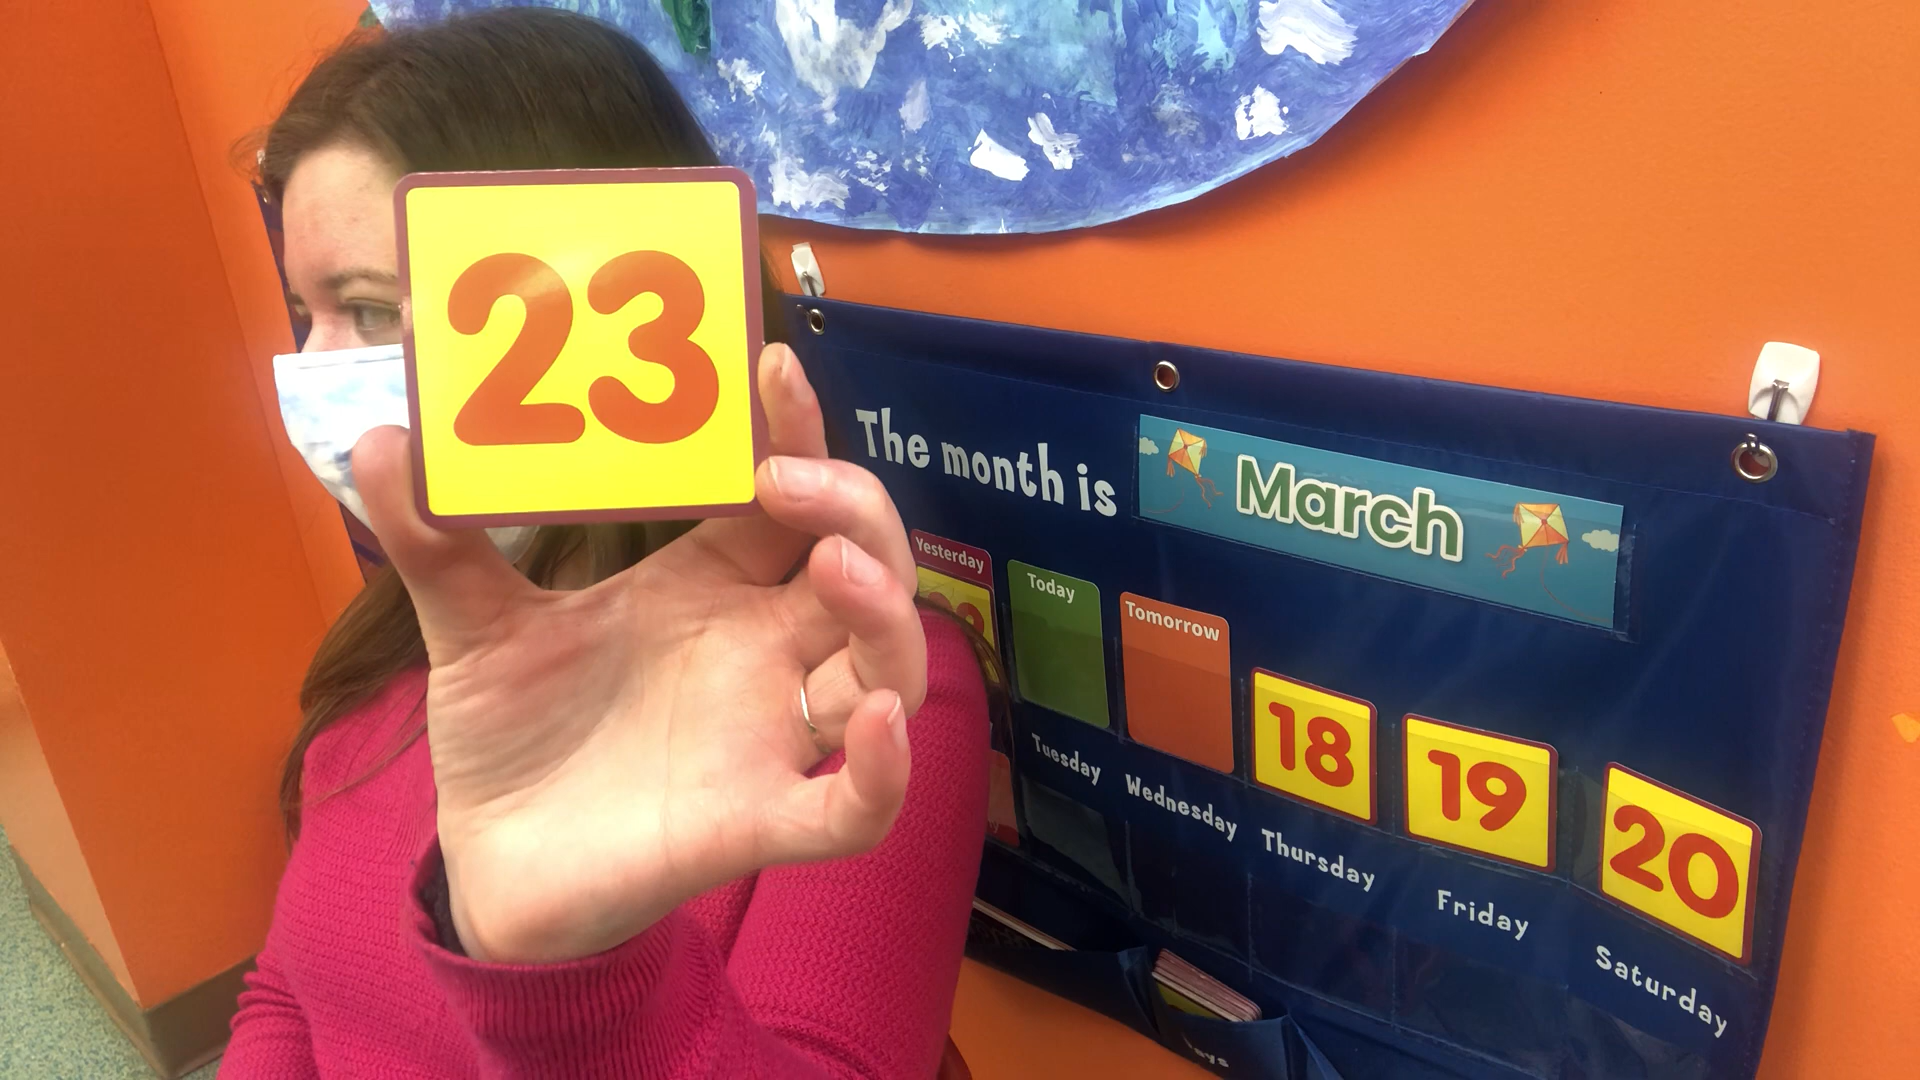 23
The month is March
Yesterday
Today
Tomorrow
18
19
20
Tuesday
Wednesday
Thursday
Friday
Saturday